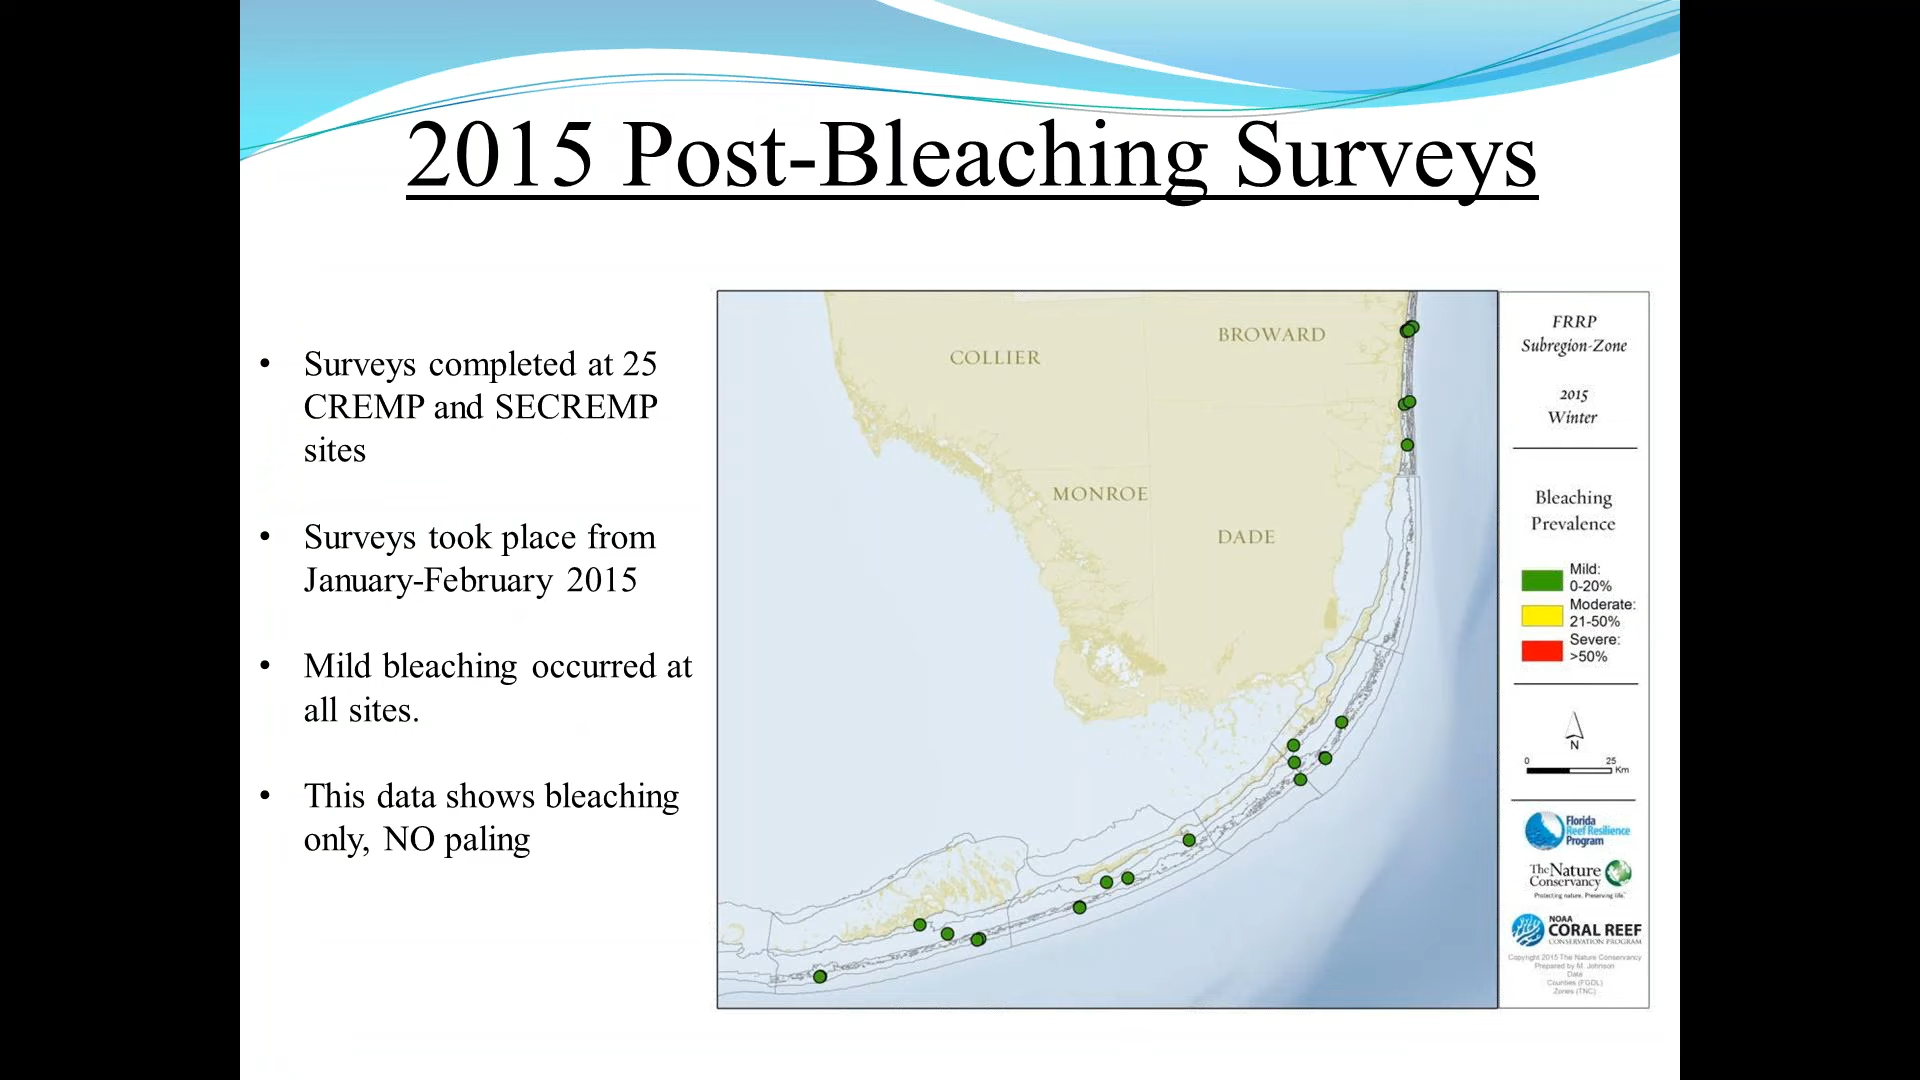 2015 Post-Bleaching Surveys
• Surveys completed at 25
CREMP and SECREMP
sites
• Surveys took place from
January-February 2015
• Mild bleaching occurred at
all sites.
• This data shows bleaching
only, NO paling
COLLIER
BROWARD
MONROE
DADE
FRRP
Subregion-Zone
2015
Winter
Bleaching
Prevalence
Mild:
0-20%
Moderate:
21-50%
Severe:
>50%
N
0 25
Km
Florida
Reef Resilience
Program
The Nature
Conservancy
Protecting nature. Preserving life.™
NOAA
CORAL REEF
CONSERVATION PROGRAM
Copyright 2015 The Nature Conservancy
Prepared by M. Johnson
Date
Counties (FGDL)
Zones (TNC)